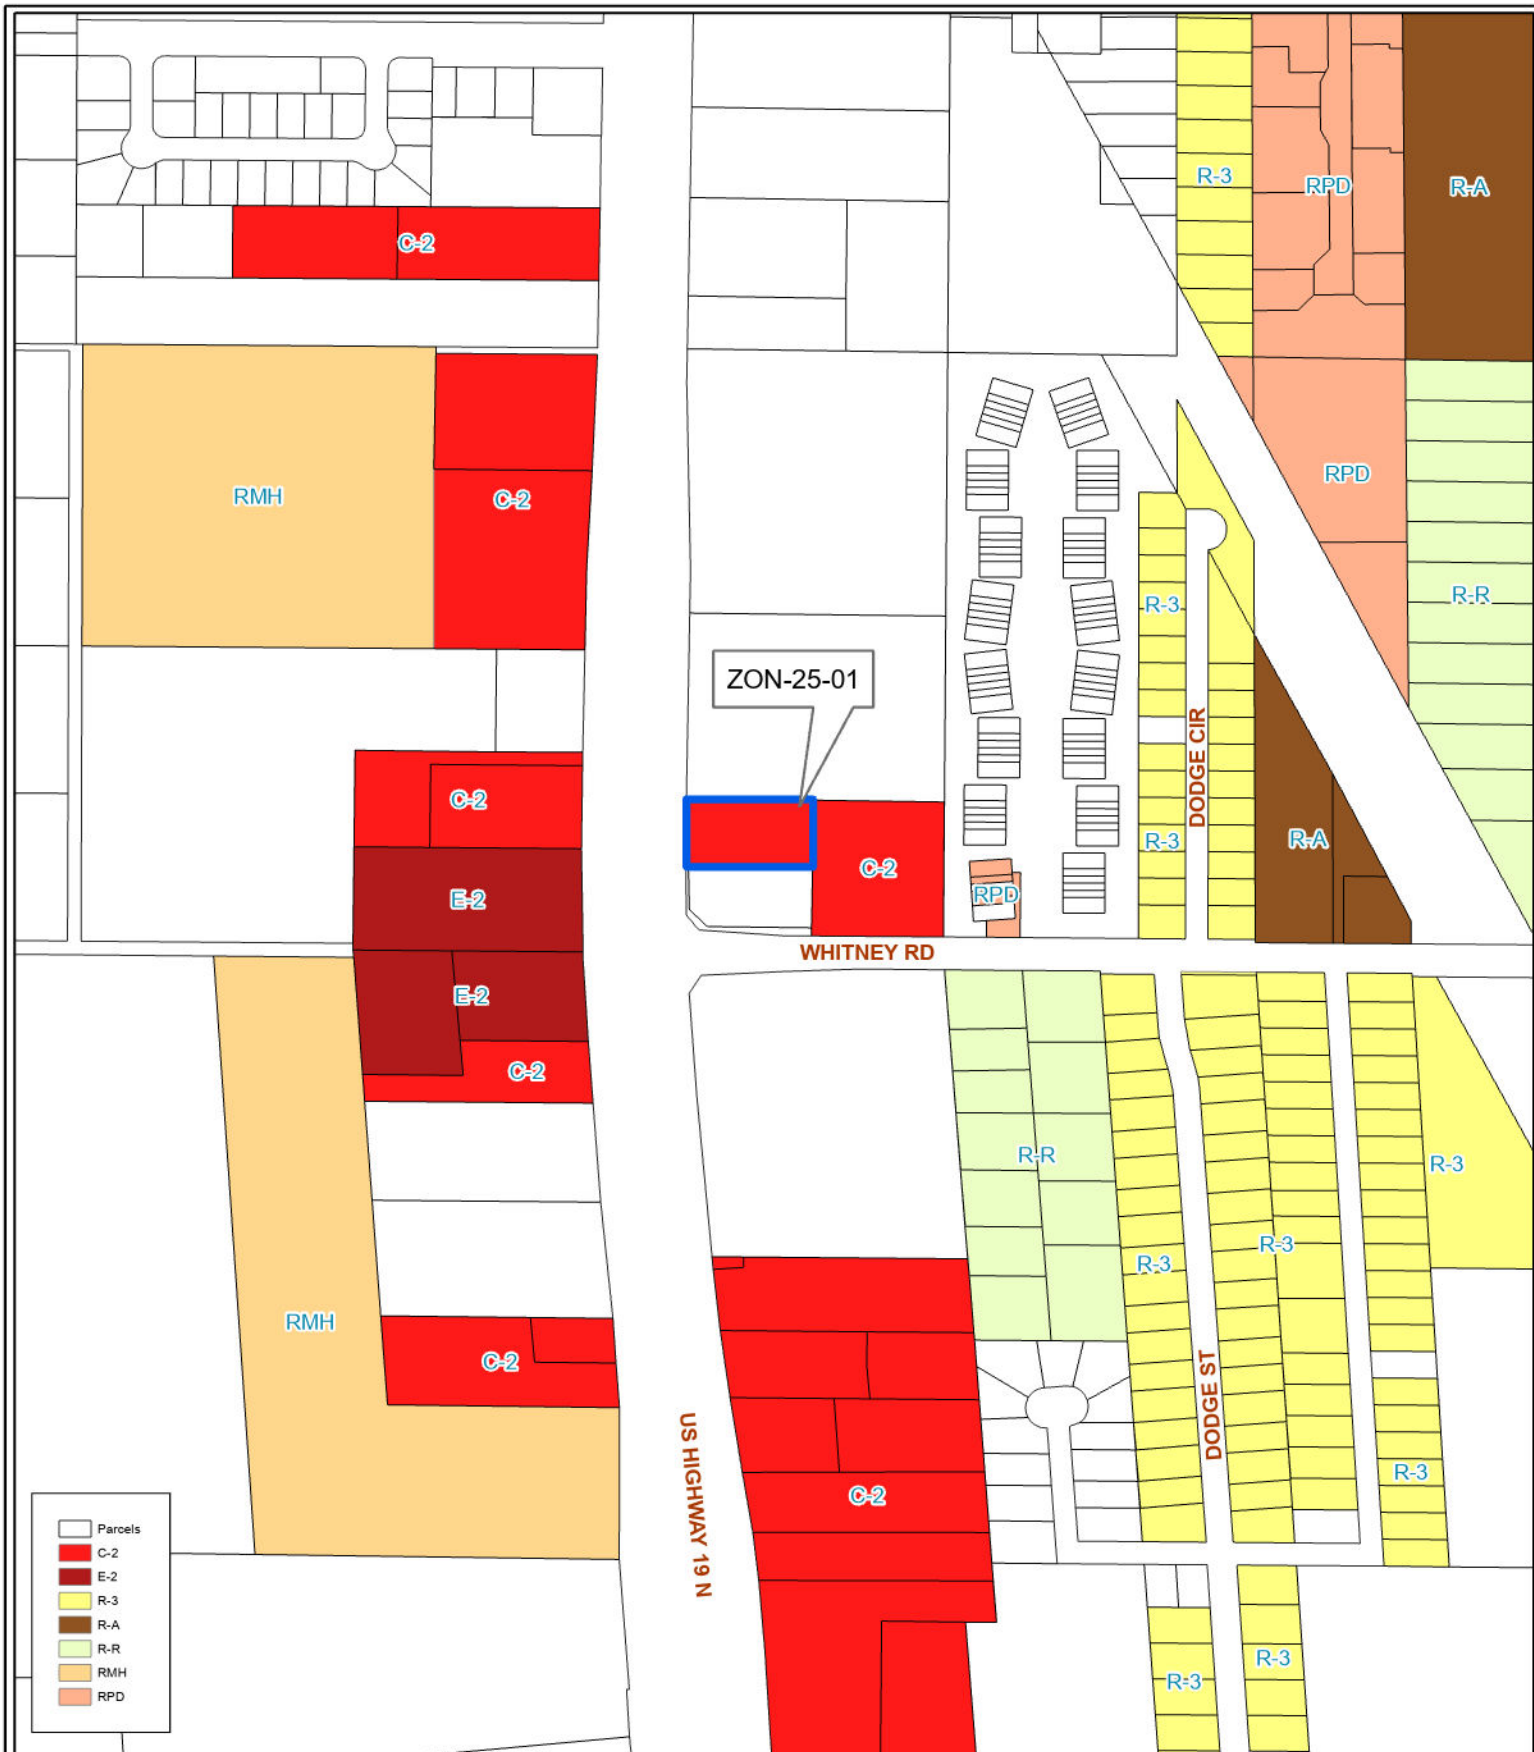 R-3
RPD
R-A
C-2
RMH
C-2
RPD
R-R
R-3
ZON-25-01
DODGE CIR
C-2
R-3
R-A
C-2
RPD
E-2
WHITNEY RD
E-2
C-2
R-R
R-3
R-3
R-3
RMH
C-2
DODGE ST
US HIGHWAY 19 N
R-3
C-2
R-3
R-3
Parcels
C-2
E-2
R-3
R-A
R-R
RMH
RPD